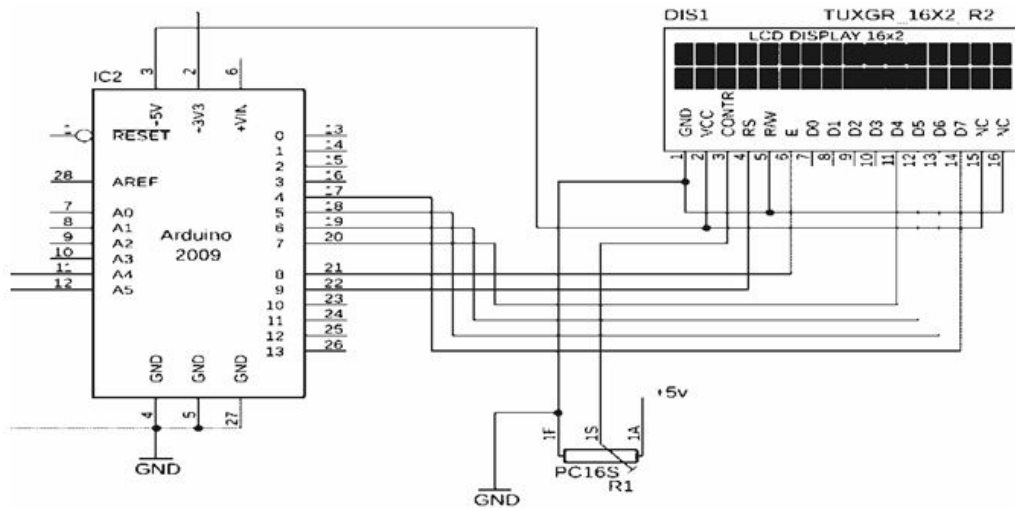 DIS1 TUXGR_16X2_R2
LCD DISPLAY 16x2
GND VCC CONTR RS R/W E D0 D1 D2 D3 D4 D5 D6 D7 NC NC
1 2 3 4 5 6 7 8 9 10 11 12 13 14 15 16
3 2 6
IC2
+5V +3V3 +VIN
1 RESET
28 AREF
7 A0
8 A1
9 A2
10 A3
11 A4
12 A5
Arduino
2009
0 13
1 14
2 15
3 16
4 17
5 18
6 19
7 20
8 21
9 22
10 23
11 24
12 25
13 26
GND GND GND
4 5 27
GND
+5v
1S 1A
PC16S
R1
GND